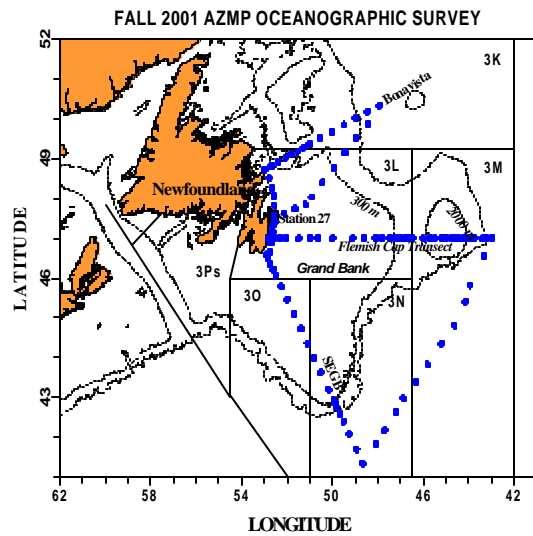 FALL 2001 AZMP OCEANOGRAPHIC SURVEY
52
3K
Bonavista
49
3L
3M
Newfoundlan
300 m
2000 m
Station 27
LATITUDE
Flemish Cap Transect
3Ps
Grand Bank
46
3O
3N
SEGB
43
62
58
54
50
46
42
LONGITUDE